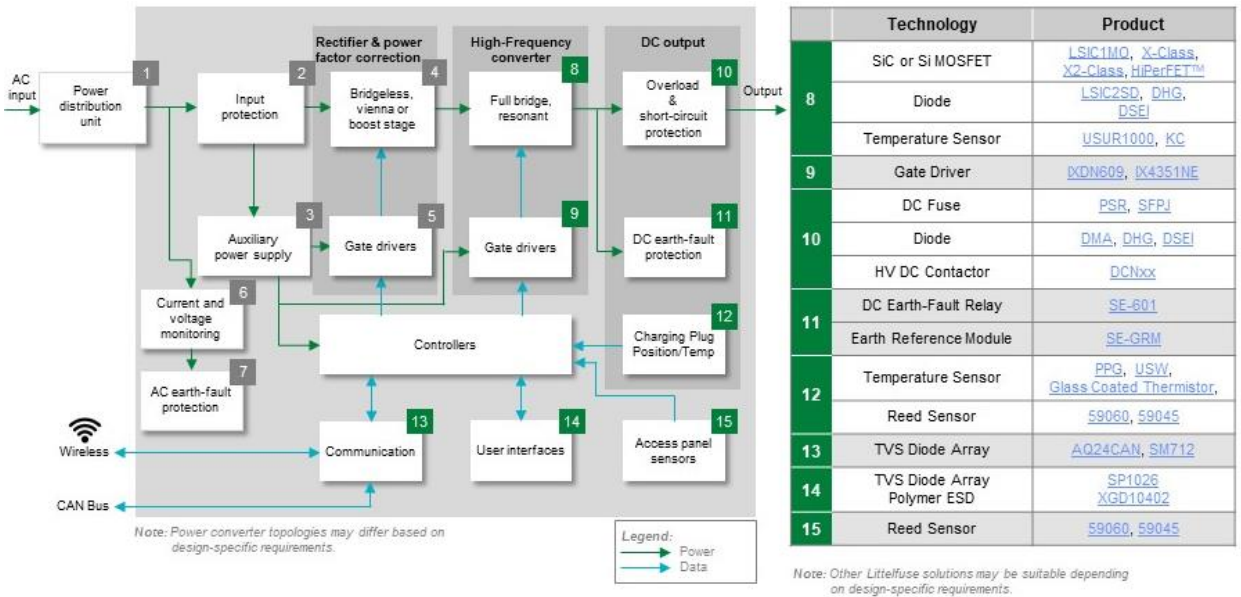 AC
input
1
Power
distribution
unit
2
Input
protection
Rectifier & power
factor correction
4
Bridgeless,
vienna or
boost stage
High-Frequency
converter
8
Full bridge,
resonant
DC output
10
Overload
&
short-circuit
protection
Output
3
Auxiliary
power supply
5
Gate drivers
9
Gate drivers
11
DC earth-fault
protection
6
Current and
voltage
monitoring
7
AC earth-fault
protection
Controllers
12
Charging Plug
Position/Temp
13
Communication
14
User interfaces
15
Access panel
sensors
Wireless
CAN Bus
Note: Power converter topologies may differ based on
design-specific requirements.
Legend:
Power
Data
Technology Product
8
SiC or Si MOSFET LSIC1MO, X-Class,
X2-Class, HiPerFET™
Diode LSIC2SD, DHG,
DSEI
Temperature Sensor USUR1000, KC
9 Gate Driver IXDN609, IX4351NE
10
DC Fuse PSR, SFPJ
Diode DMA, DHG, DSEI
HV DC Contactor DCNxx
11
DC Earth-Fault Relay SE-601
Earth Reference Module SE-GRM
12
Temperature Sensor PPG, USW,
Glass Coated Thermistor,
Reed Sensor 59060, 59045
13 TVS Diode Array AQ24CAN, SM712
14
TVS Diode Array SP1026
Polymer ESD XGD10402
15 Reed Sensor 59060, 59045
Note: Other Littelfuse solutions may be suitable depending
on design-specific requirements.